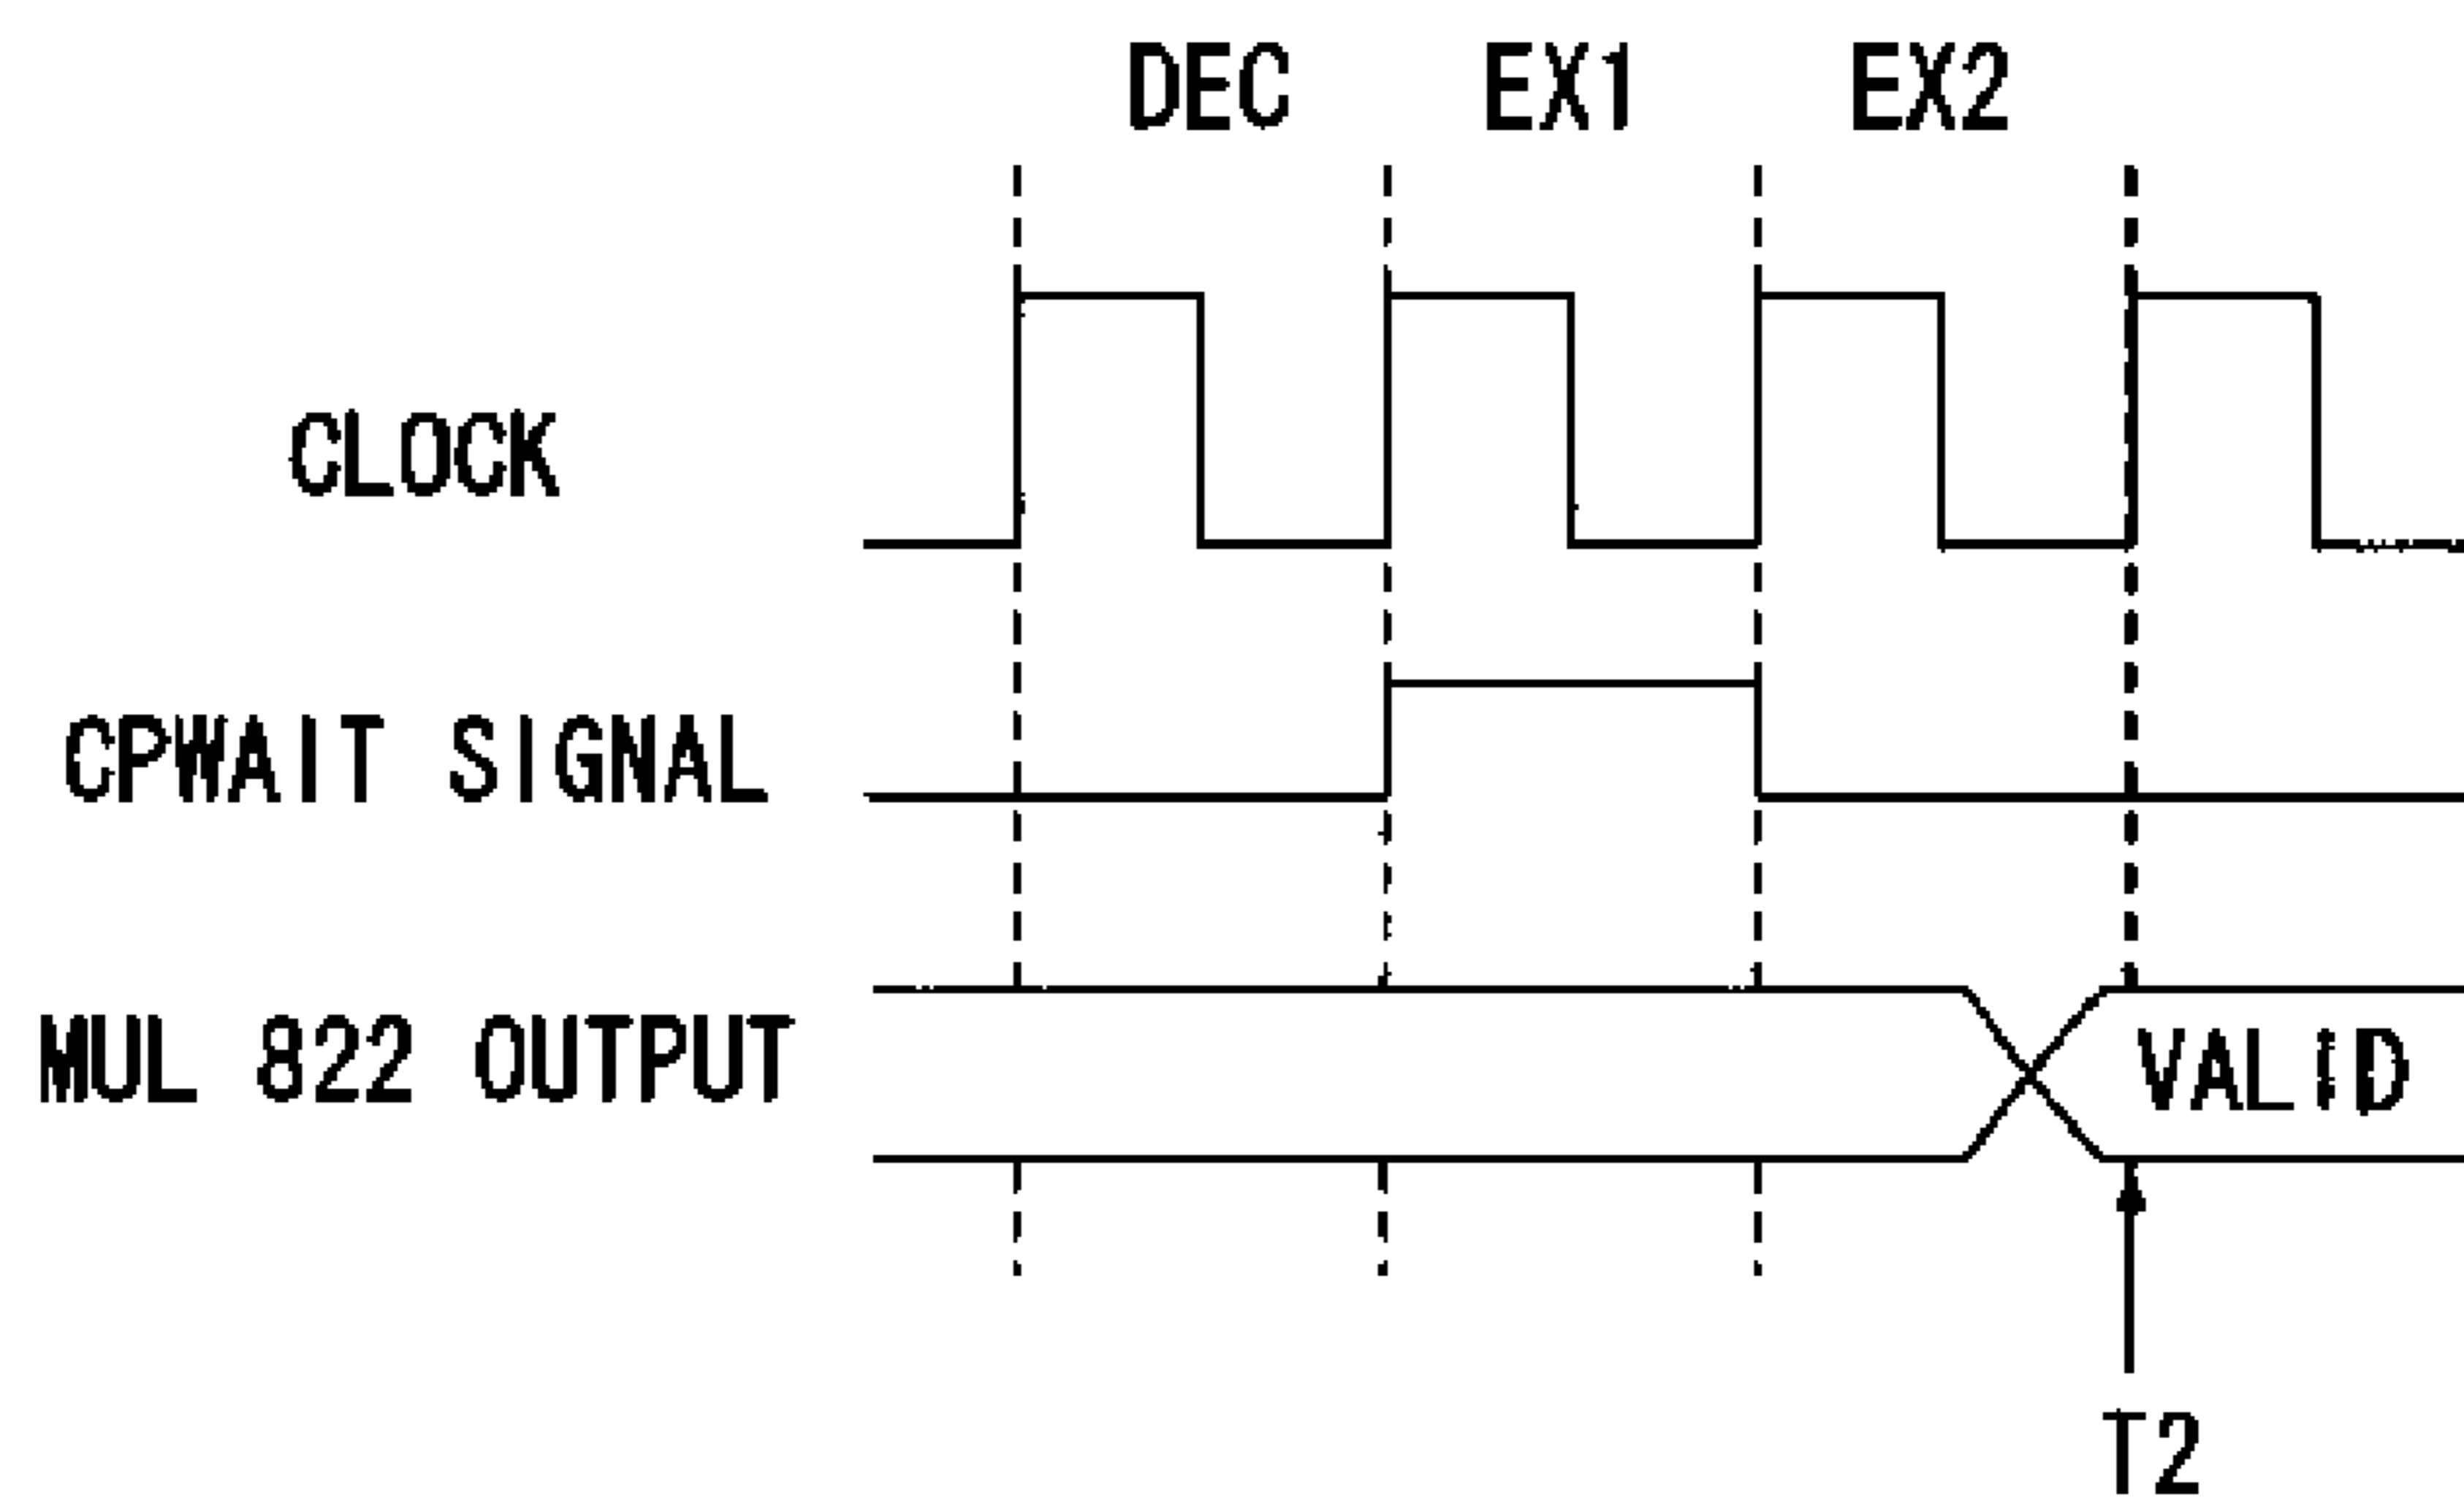 DEC EX1 EX2
CLOCK
CPWAIT SIGNAL
MUL 822 OUTPUT VALID
T2